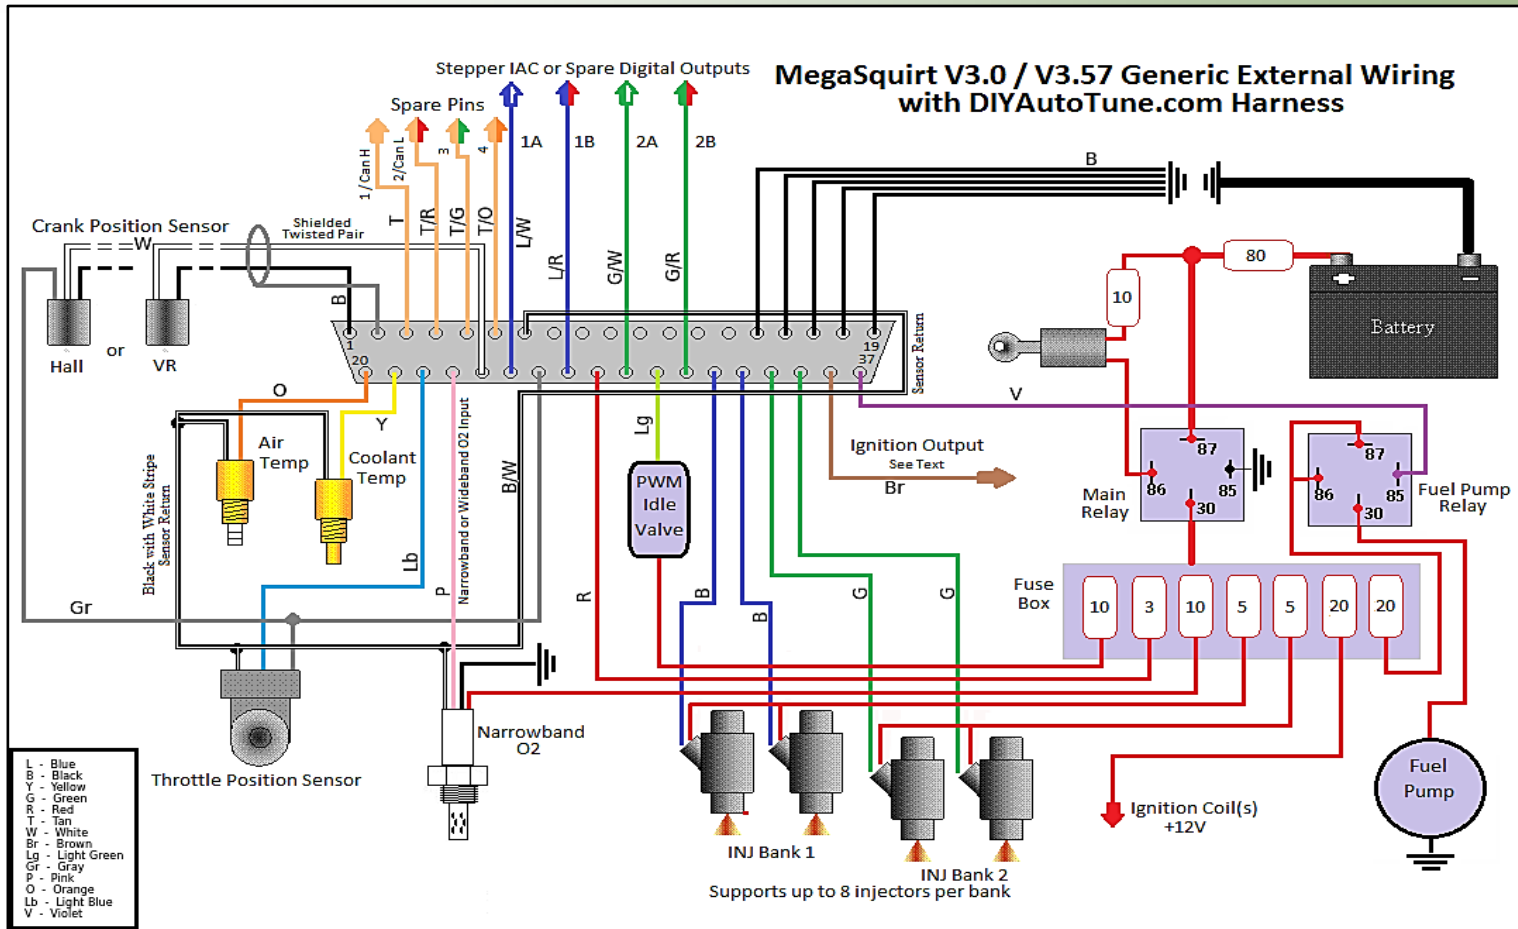 MegaSquirt V3.0 / V3.57 Generic External Wiring
with DIYAutoTune.com Harness
Stepper IAC or Spare Digital Outputs
Spare Pins
1A
1B
2A
2B
1 / Can H
2/Can L
3
4
T
T/R
T/G
T/O
L/W
L/R
G/W
G/R
B
Crank Position Sensor
W
Shielded
Twisted Pair
B
Hall
or
VR
1
19
20
37
Sensor Return
80
10
Battery
V
O
Y
Air
Temp
Coolant
Temp
Black with White Stripe
Sensor Return
Lb
P
Narrowband or Wideband O2 Input
B/W
R
Lg
PWM
Idle
Valve
Ignition Output
See Text
Br
B
B
G
G
87
86
85
30
Main
Relay
87
86
85
30
Fuel Pump
Relay
Fuse
Box
10
3
10
5
5
20
20
Gr
Throttle Position Sensor
Narrowband
O2
INJ Bank 1
INJ Bank 2
Supports up to 8 injectors per bank
Ignition Coil(s)
+12V
Fuel
Pump
L - Blue
B - Black
Y - Yellow
G - Green
R - Red
T - Tan
W - White
Br - Brown
Lg - Light Green
Gr - Gray
P - Pink
O - Orange
Lb - Light Blue
V - Violet